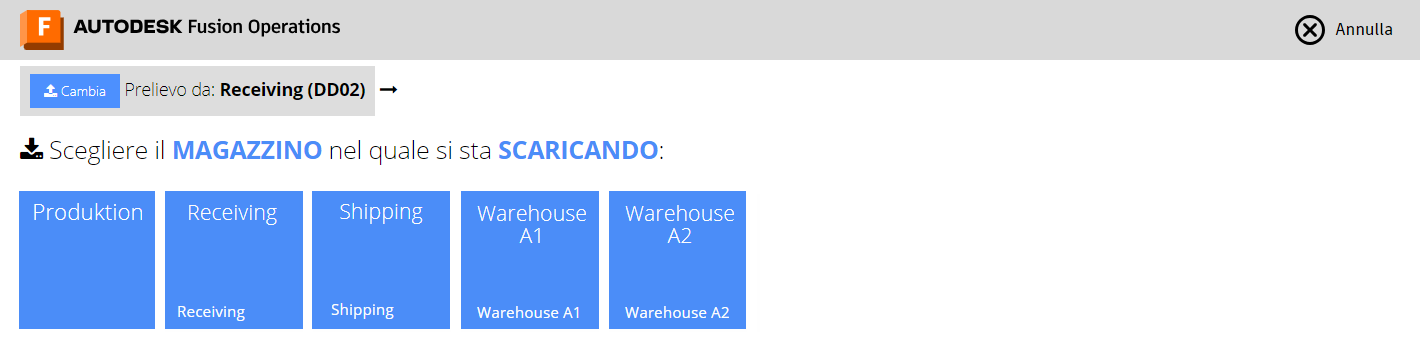 F AUTODESK Fusion Operations
Annulla
Cambia Prelievo da: Receiving (DD02)
Scegliere il MAGAZZINO nel quale si sta SCARICANDO:
Produktion
Receiving
Receiving
Shipping
Shipping
Warehouse
A1
Warehouse A1
Warehouse
A2
Warehouse A2